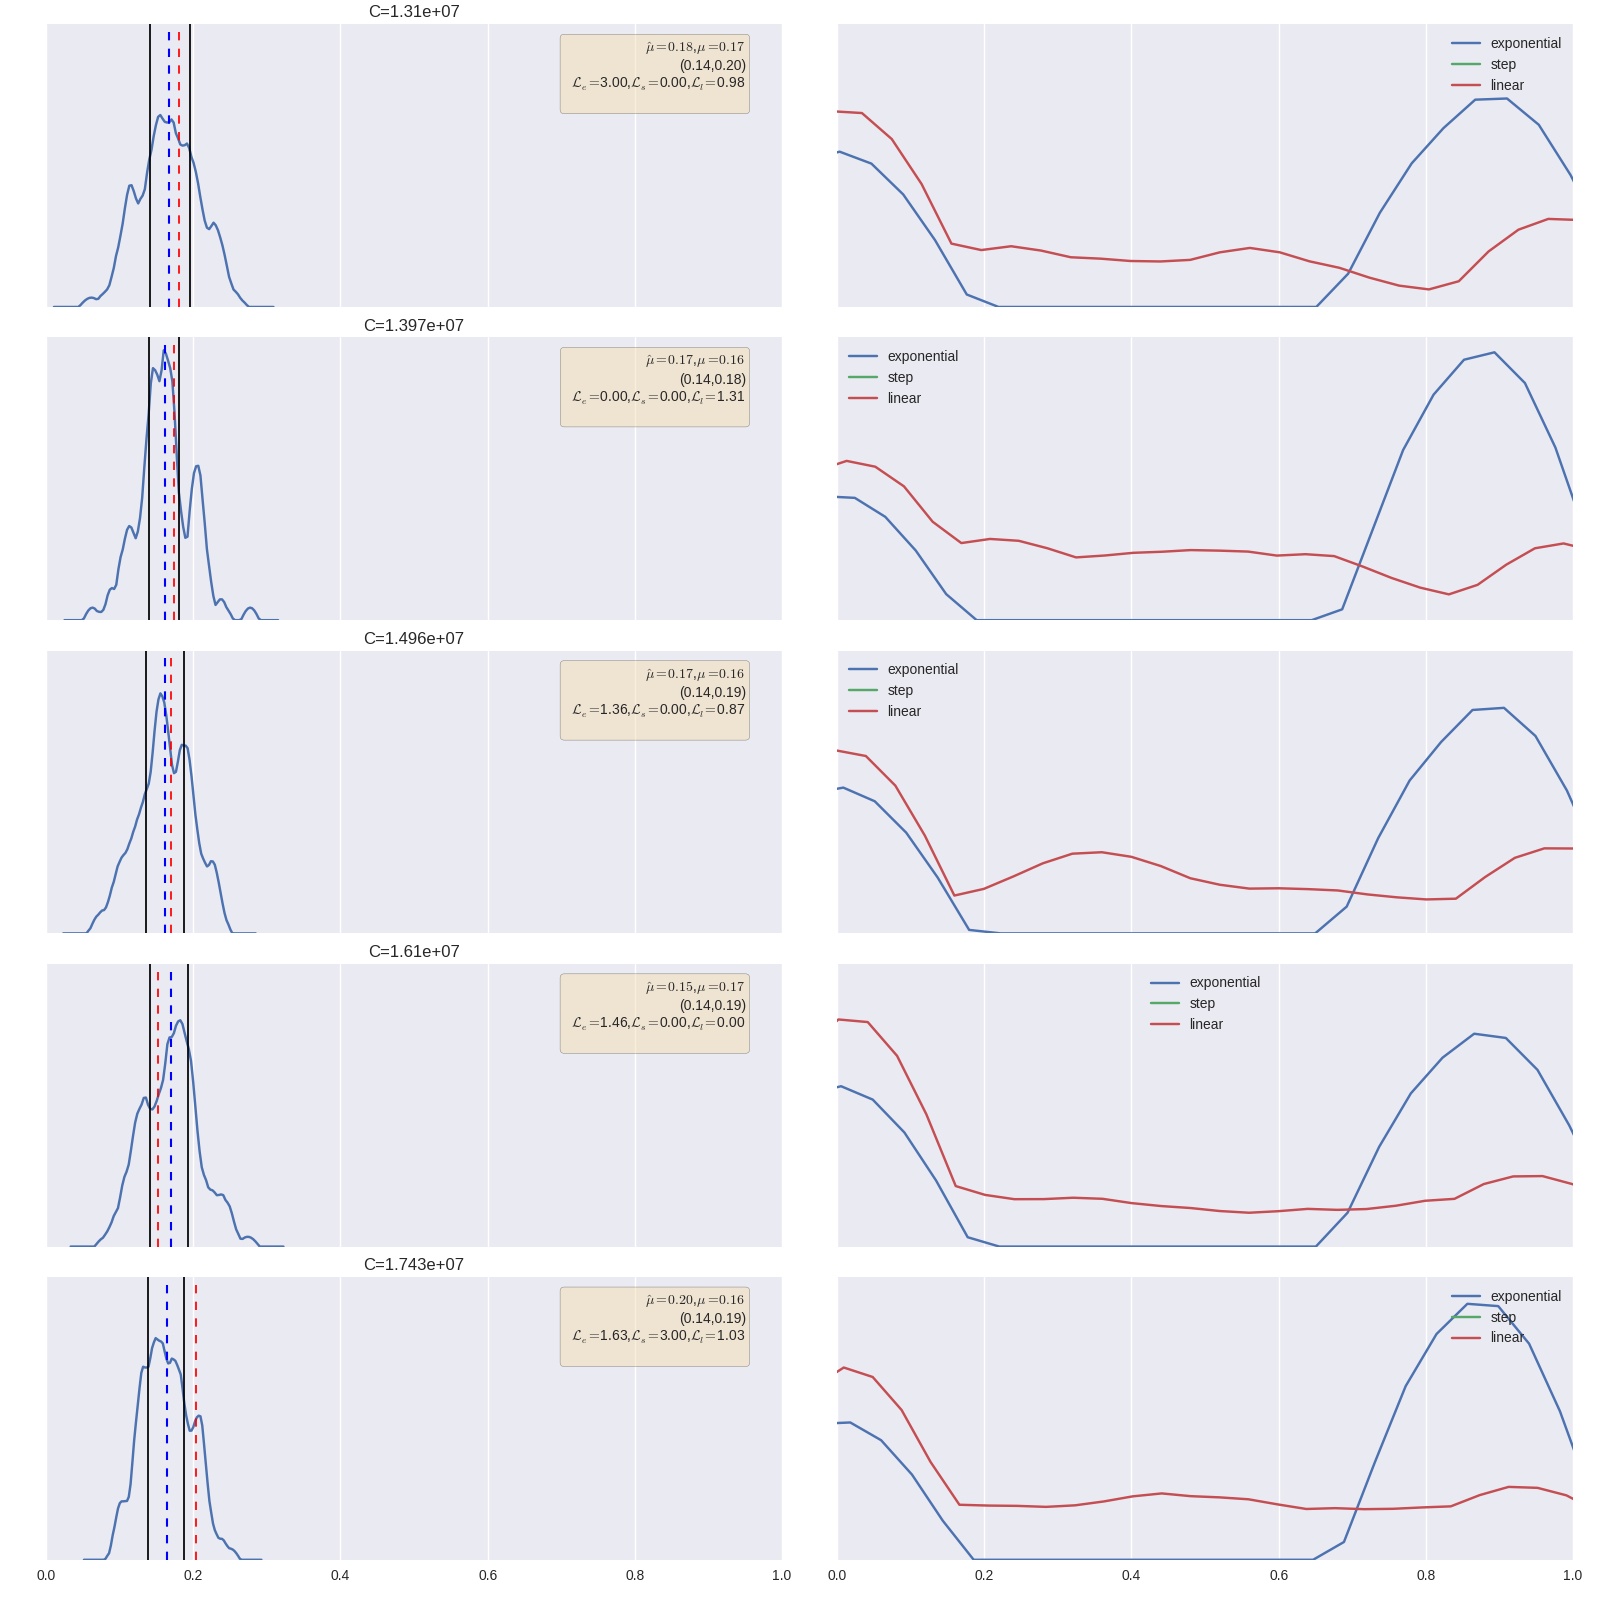 C=1.31e+07
μ̂=0.18,μ=0.17
(0.14,0.20)
ℒₑ=3.00,ℒₛ=0.00,ℒₗ=0.98
exponential
step
linear
C=1.397e+07
μ̂=0.17,μ=0.16
(0.14,0.18)
ℒₑ=0.00,ℒₛ=0.00,ℒₗ=1.31
exponential
step
linear
C=1.496e+07
μ̂=0.17,μ=0.16
(0.14,0.19)
ℒₑ=1.36,ℒₛ=0.00,ℒₗ=0.87
exponential
step
linear
C=1.61e+07
μ̂=0.15,μ=0.17
(0.14,0.19)
ℒₑ=1.46,ℒₛ=0.00,ℒₗ=0.00
exponential
step
linear
C=1.743e+07
μ̂=0.20,μ=0.16
(0.14,0.19)
ℒₑ=1.63,ℒₛ=3.00,ℒₗ=1.03
exponential
step
linear
0.0 0.2 0.4 0.6 0.8 1.0
0.0 0.2 0.4 0.6 0.8 1.0